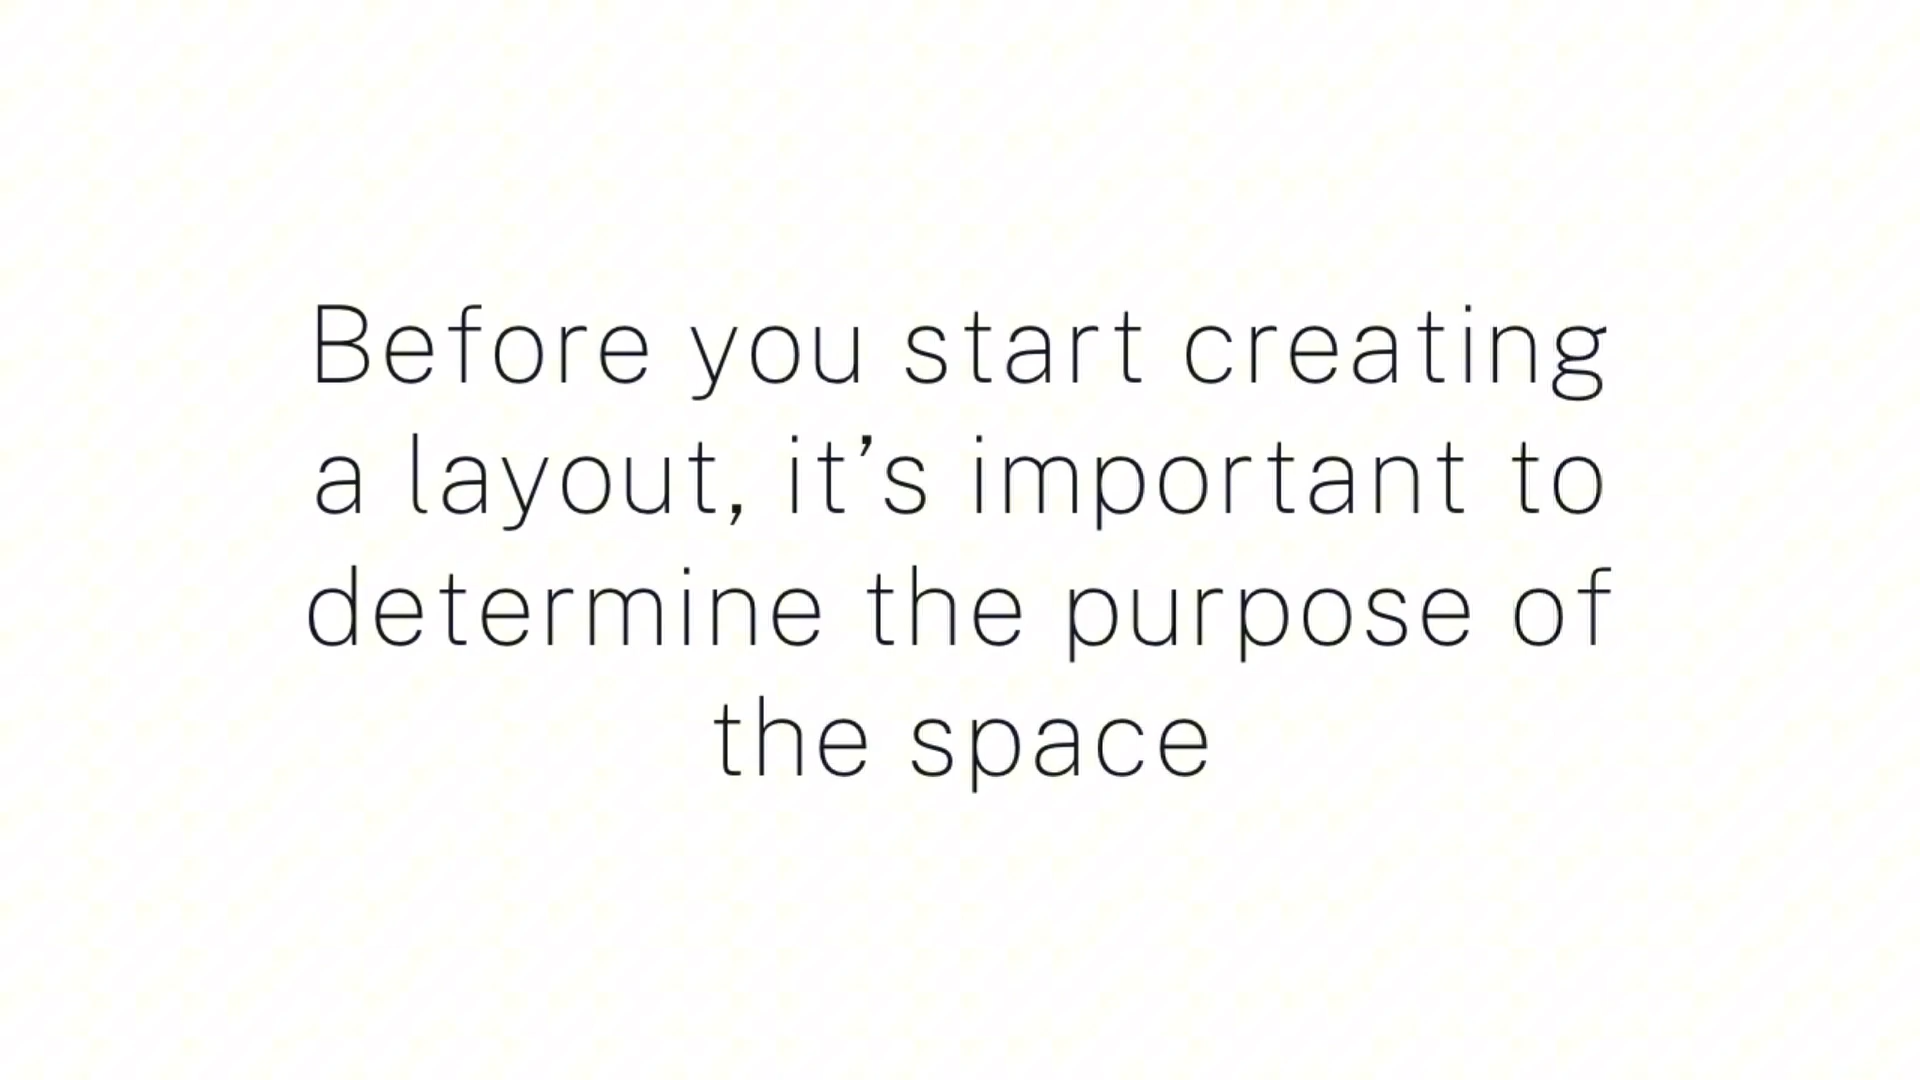 Before you start creating
a layout, it’s important to
determine the purpose of
the space